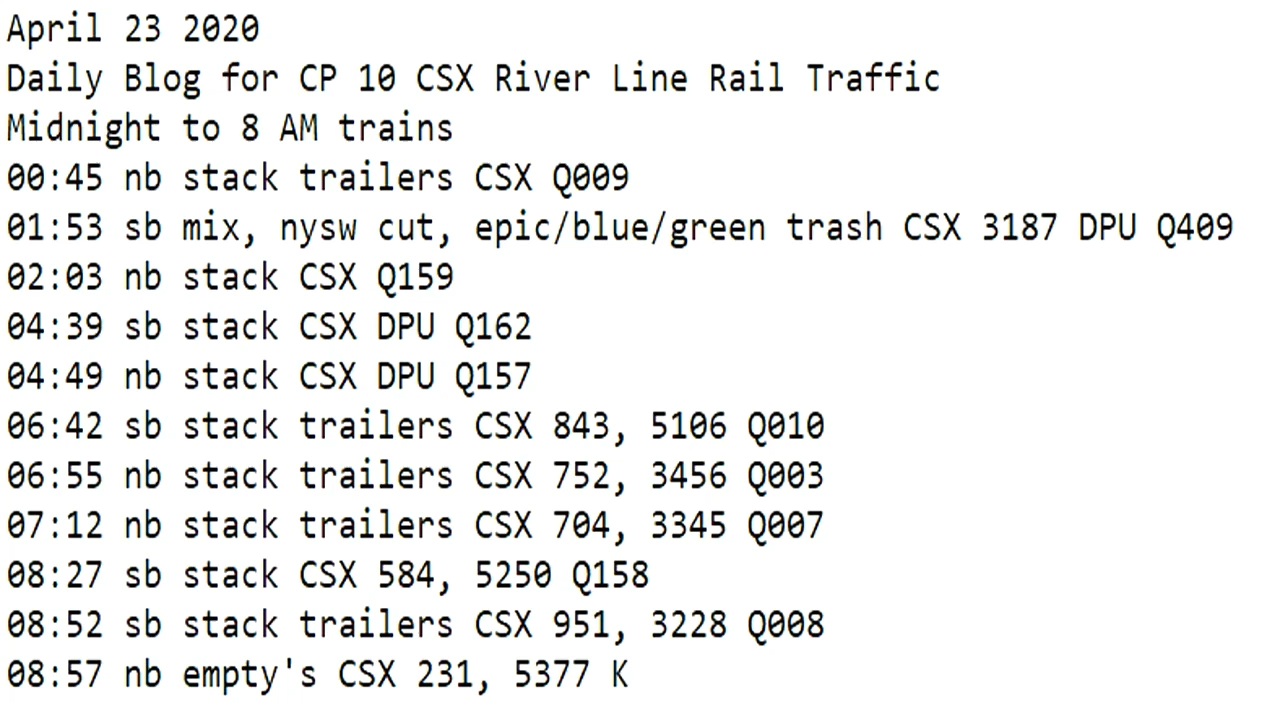 April 23 2020
Daily Blog for CP 10 CSX River Line Rail Traffic
Midnight to 8 AM trains
00:45 nb stack trailers CSX Q009
01:53 sb mix, nysw cut, epic/blue/green trash CSX 3187 DPU Q409
02:03 nb stack CSX Q159
04:39 sb stack CSX DPU Q162
04:49 nb stack CSX DPU Q157
06:42 sb stack trailers CSX 843, 5106 Q010
06:55 nb stack trailers CSX 752, 3456 Q003
07:12 nb stack trailers CSX 704, 3345 Q007
08:27 sb stack CSX 584, 5250 Q158
08:52 sb stack trailers CSX 951, 3228 Q008
08:57 nb empty's CSX 231, 5377 K